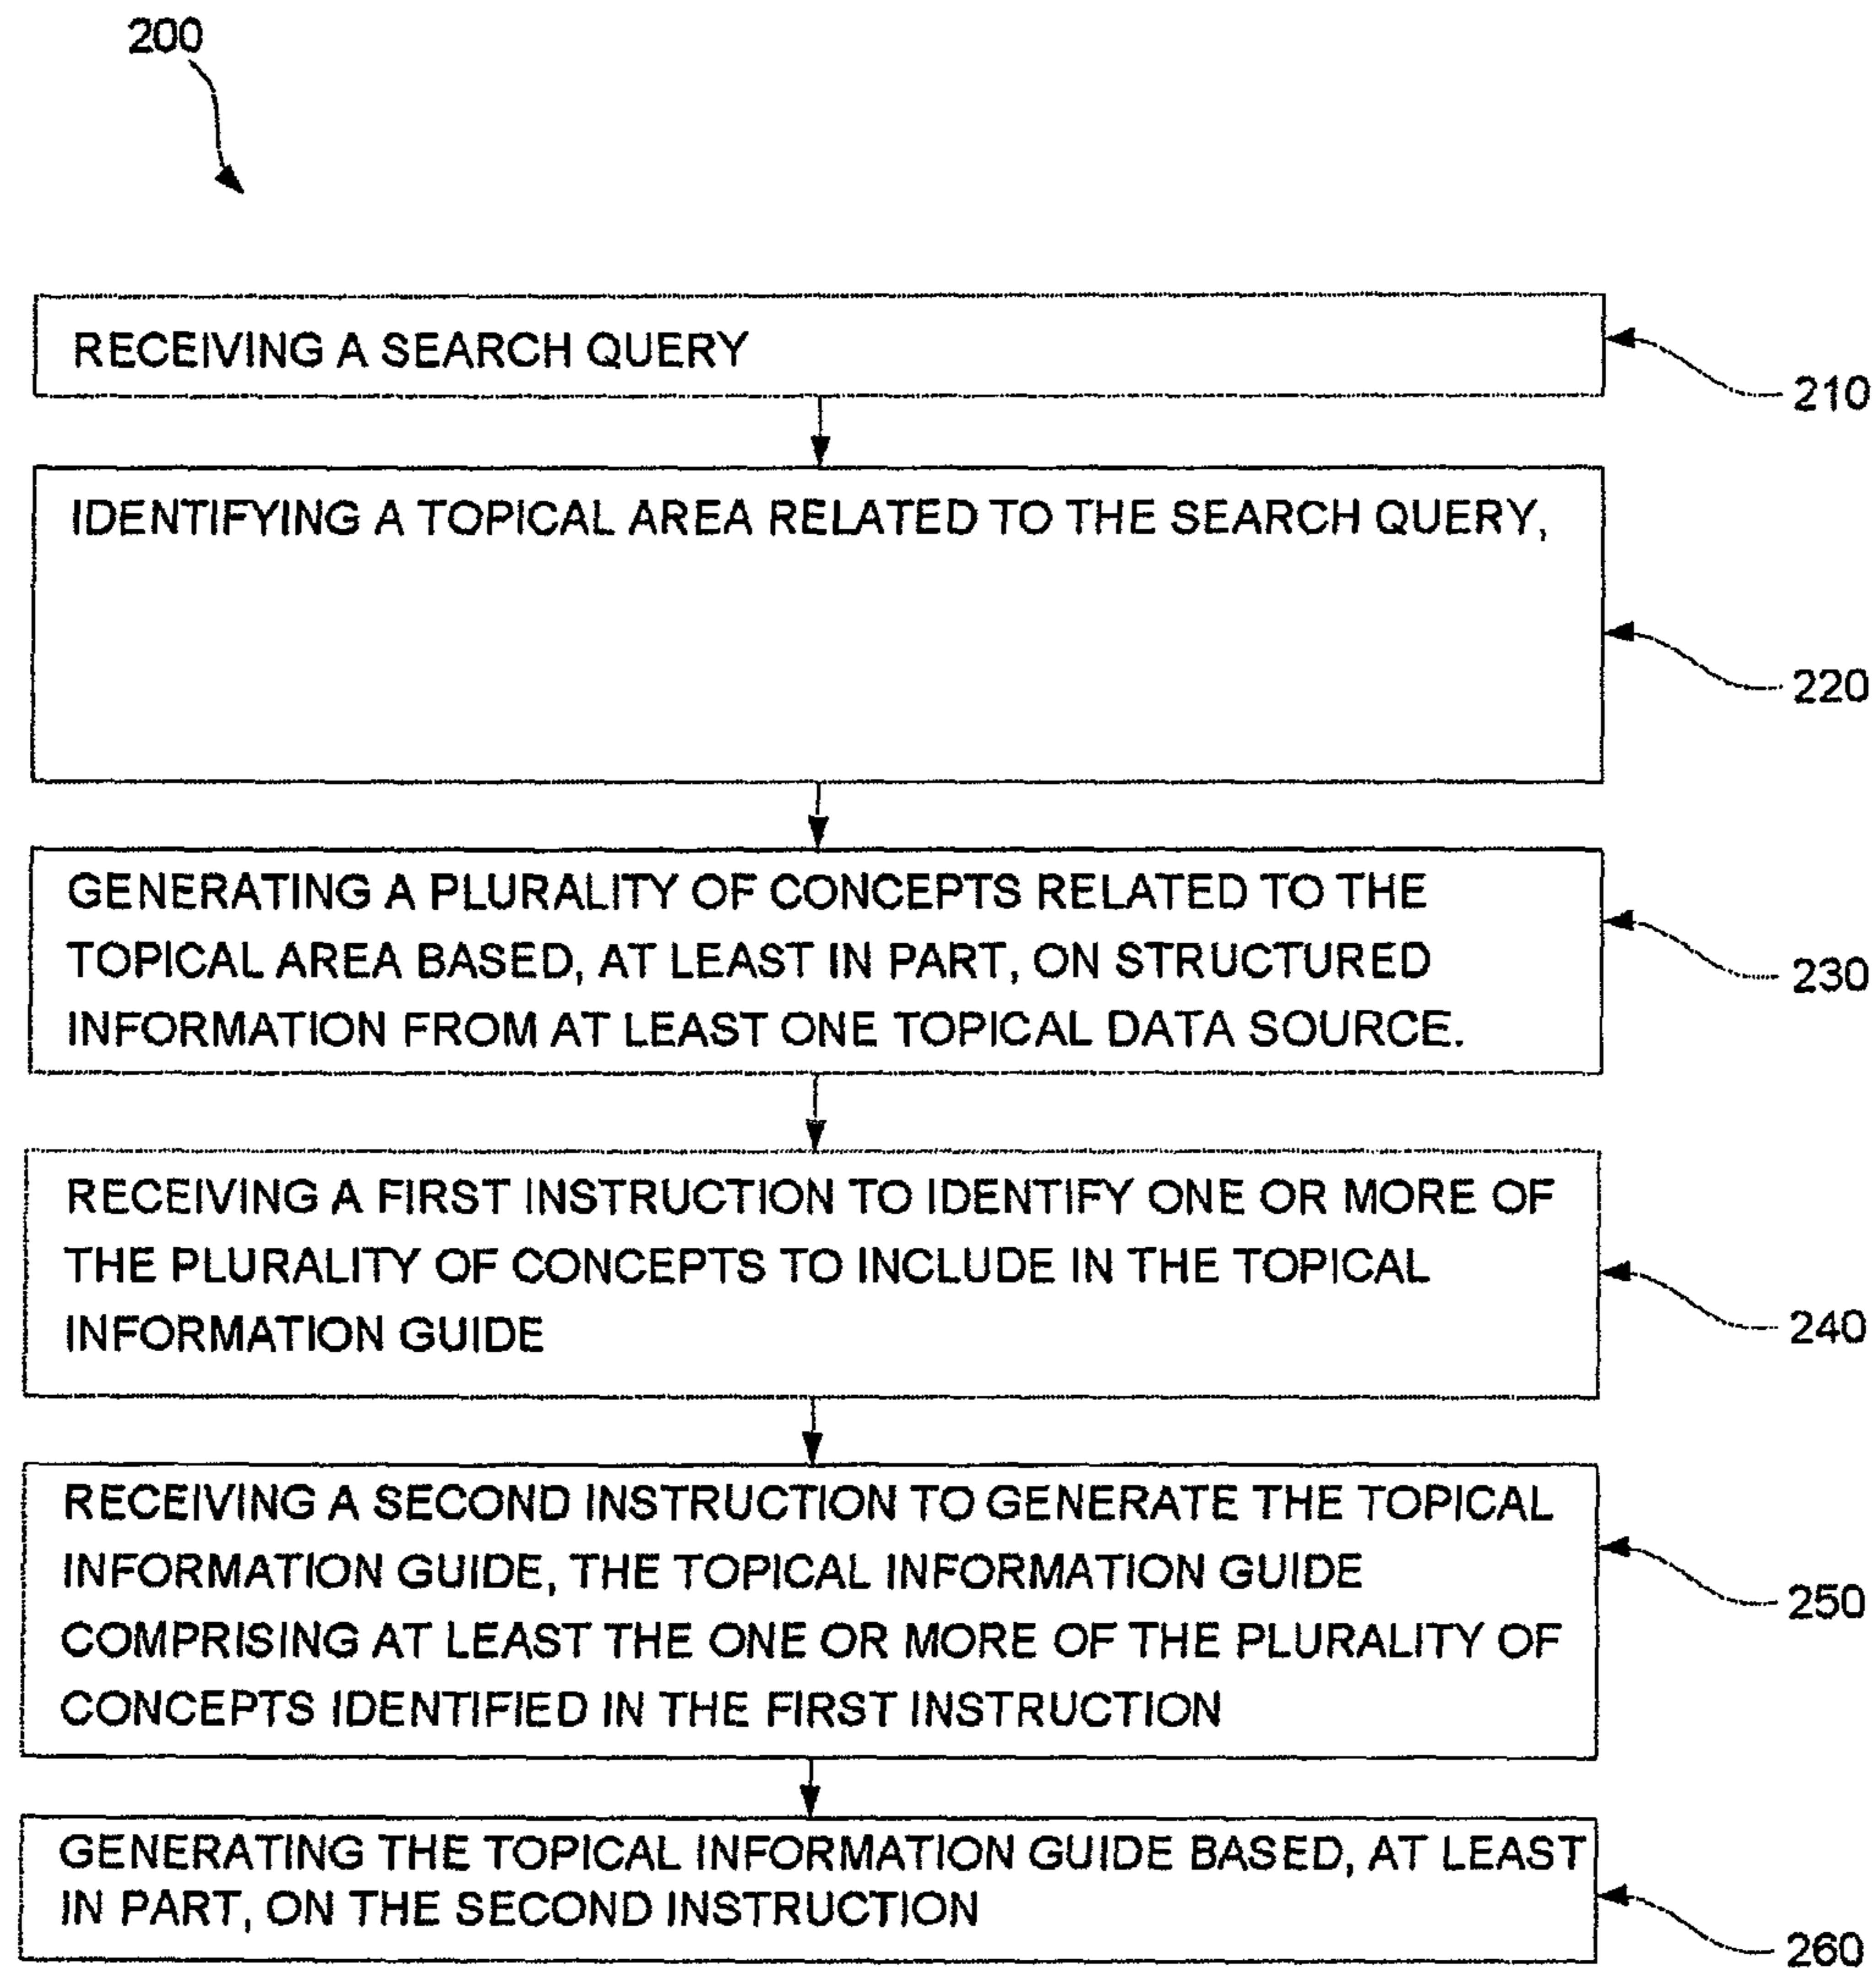 200
RECEIVING A SEARCH QUERY
210
IDENTIFYING A TOPICAL AREA RELATED TO THE SEARCH QUERY,
220
GENERATING A PLURALITY OF CONCEPTS RELATED TO THE
TOPICAL AREA BASED, AT LEAST IN PART, ON STRUCTURED
INFORMATION FROM AT LEAST ONE TOPICAL DATA SOURCE.
230
RECEIVING A FIRST INSTRUCTION TO IDENTIFY ONE OR MORE OF
THE PLURALITY OF CONCEPTS TO INCLUDE IN THE TOPICAL
INFORMATION GUIDE
240
RECEIVING A SECOND INSTRUCTION TO GENERATE THE TOPICAL
INFORMATION GUIDE, THE TOPICAL INFORMATION GUIDE
COMPRISING AT LEAST THE ONE OR MORE OF THE PLURALITY OF
CONCEPTS IDENTIFIED IN THE FIRST INSTRUCTION
250
GENERATING THE TOPICAL INFORMATION GUIDE BASED, AT LEAST
IN PART, ON THE SECOND INSTRUCTION
260